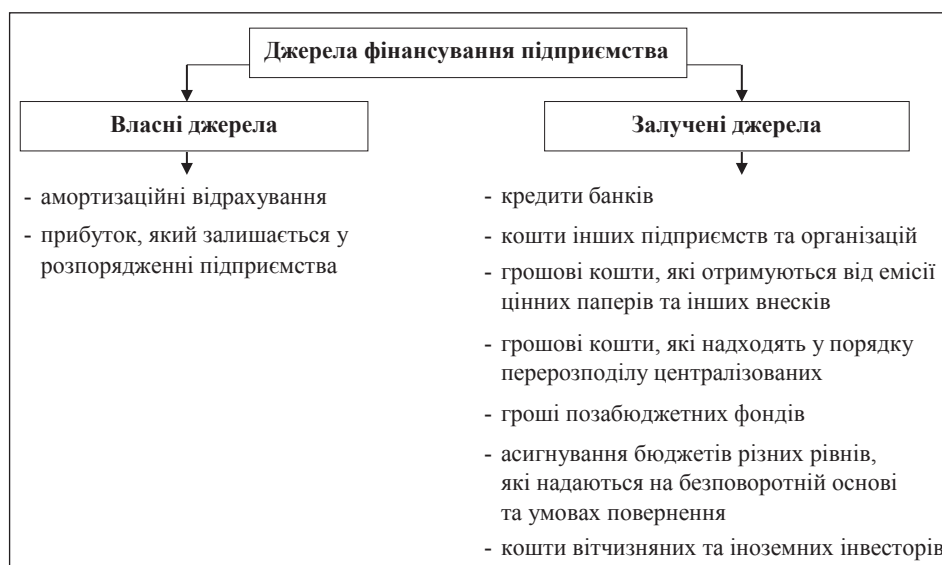 Джерела фінансування підприємства
Власні джерела
- амортизаційні відрахування
- прибуток, який залишається у
розпорядженні підприємства
Залучені джерела
- кредити банків
- кошти інших підприємств та організацій
- грошові кошти, які отримуються від емісії
цінних паперів та інших внесків
- грошові кошти, які надходять у порядку
перерозподілу централізованих
- гроші позабюджетних фондів
- асигнування бюджетів різних рівнів,
які надаються на безповоротній основі
та умовах повернення
- кошти вітчизняних та іноземних інвесторів